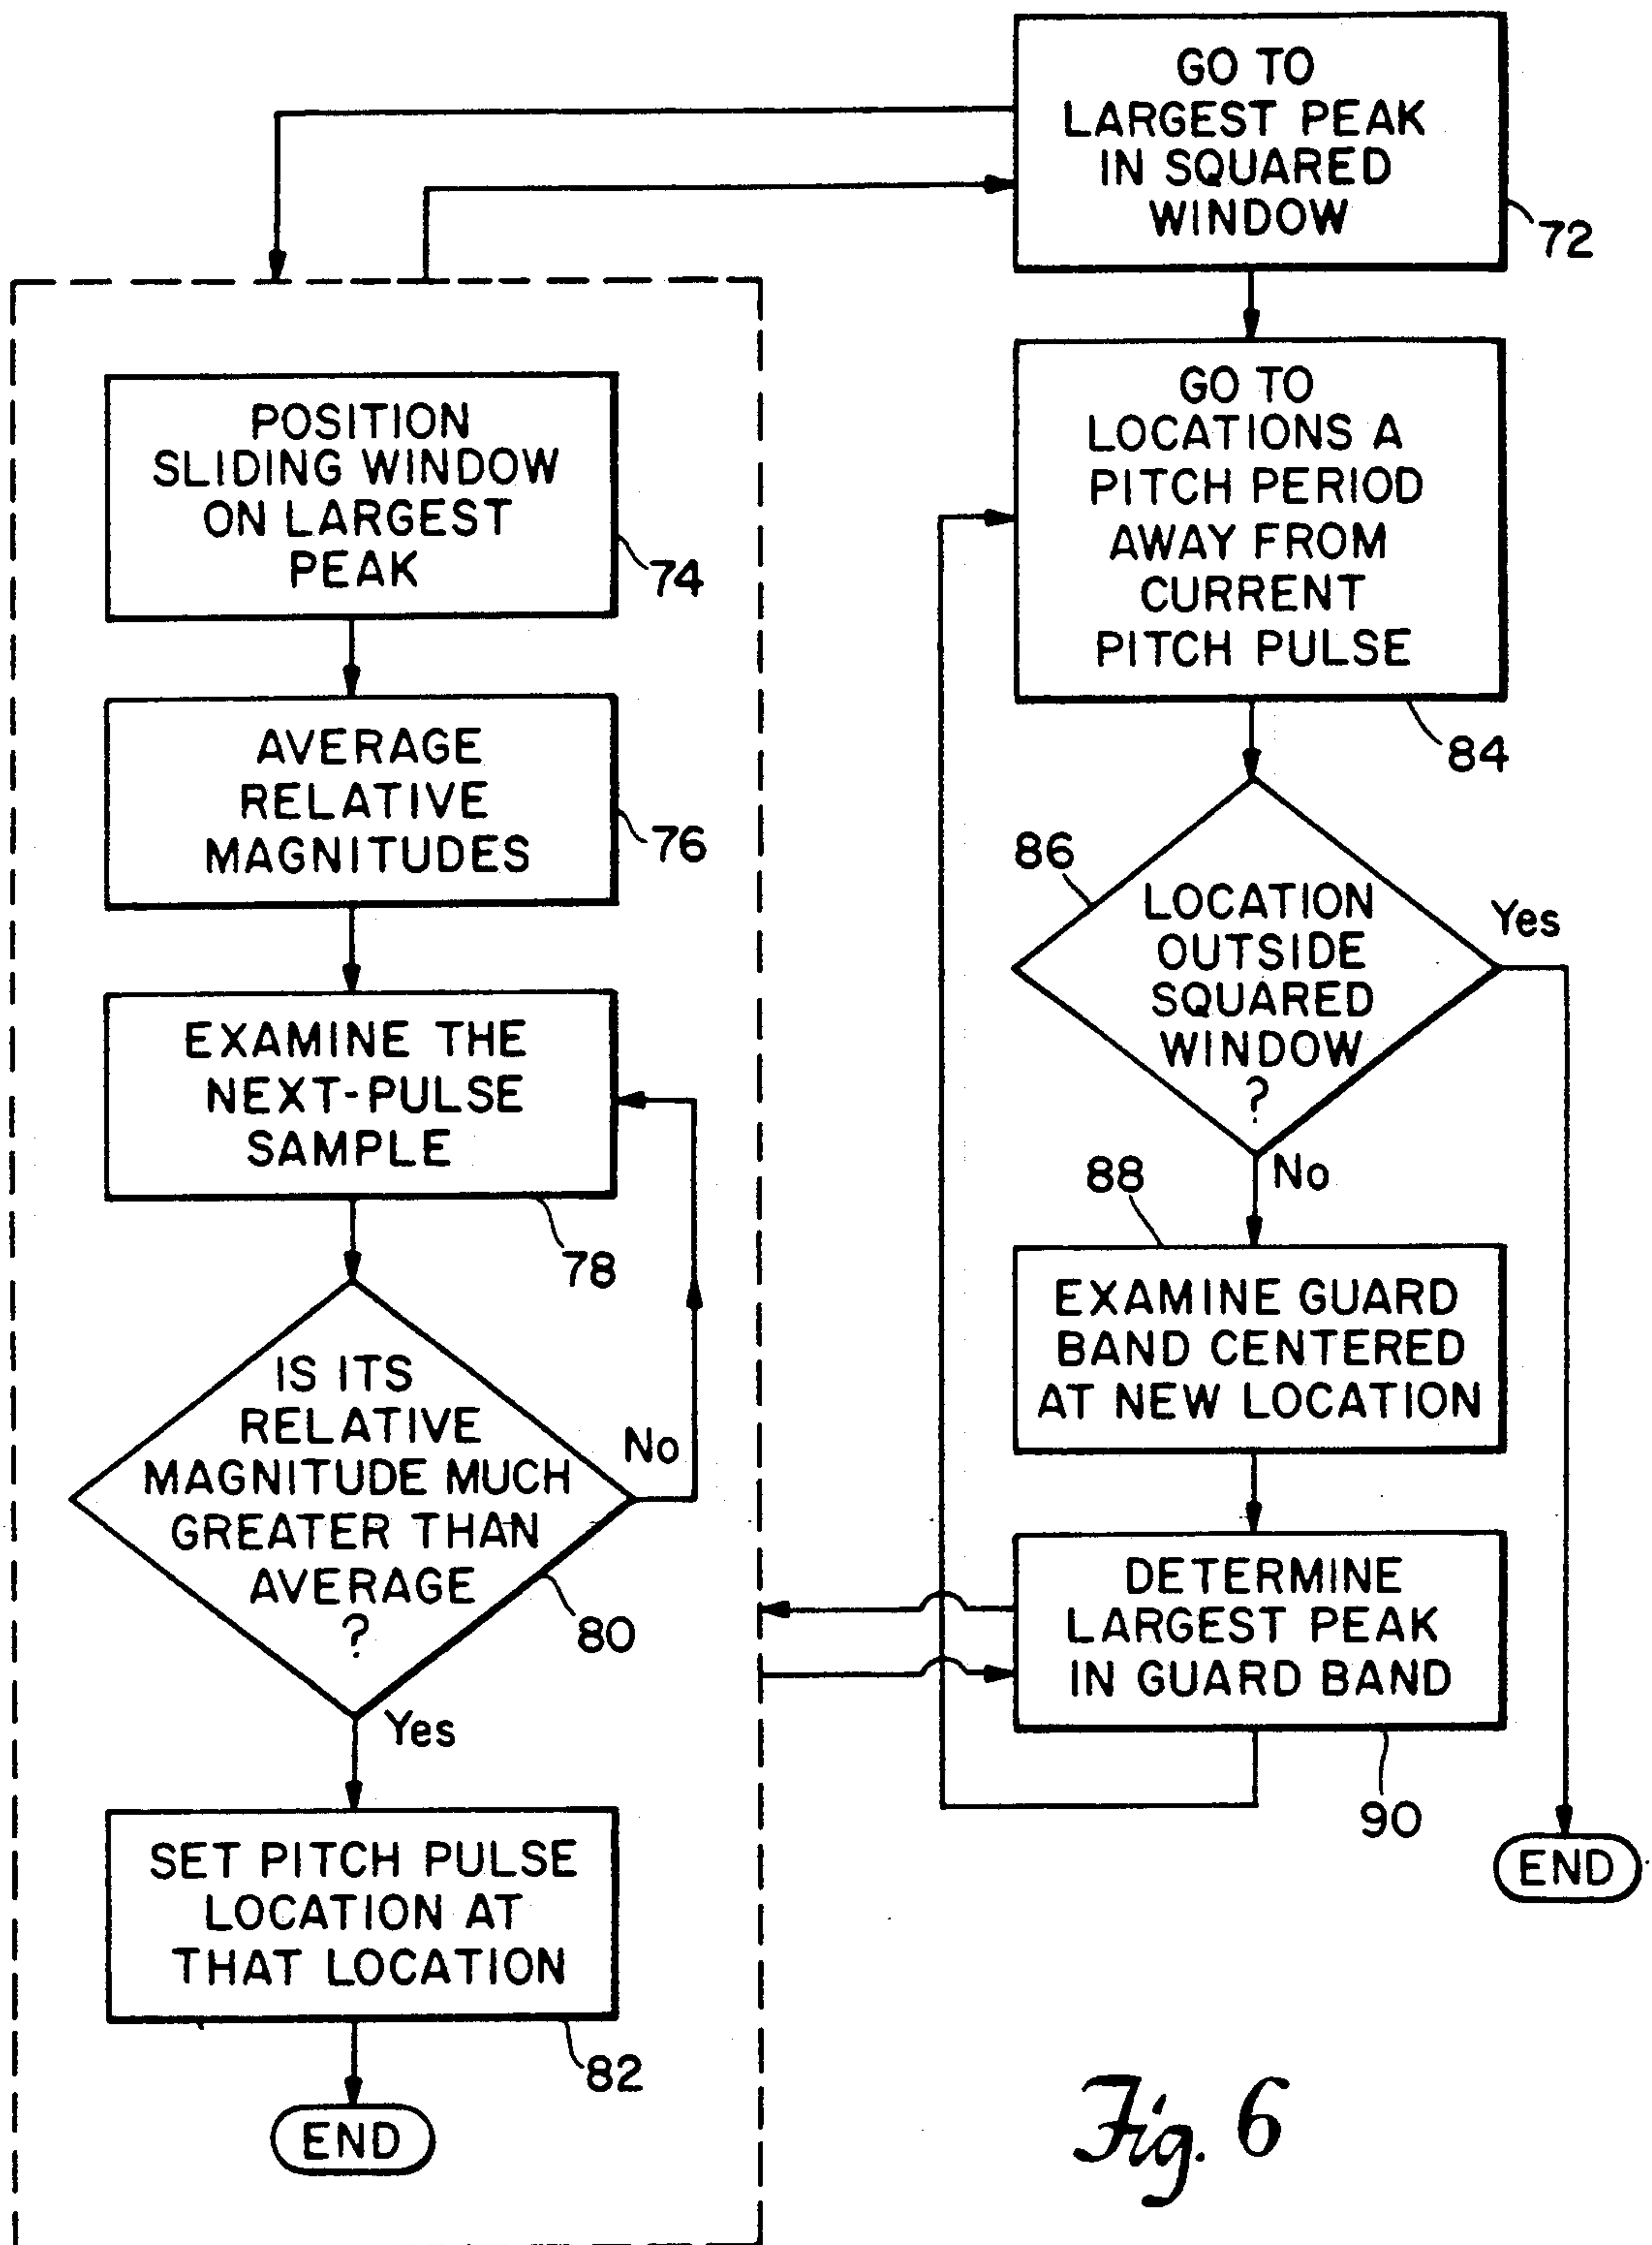 GO TO
LARGEST PEAK
IN SQUARED
WINDOW
72
POSITION
SLIDING WINDOW
ON LARGEST
PEAK
74
AVERAGE
RELATIVE
MAGNITUDES
76
EXAMINE THE
NEXT-PULSE
SAMPLE
78
IS ITS
RELATIVE
MAGNITUDE MUCH
GREATER THAN
AVERAGE
?
No
80
Yes
SET PITCH PULSE
LOCATION AT
THAT LOCATION
82
END
GO TO
LOCATIONS A
PITCH PERIOD
AWAY FROM
CURRENT
PITCH PULSE
84
86
LOCATION
OUTSIDE
SQUARED
WINDOW
?
Yes
No
88
EXAMINE GUARD
BAND CENTERED
AT NEW LOCATION
DETERMINE
LARGEST PEAK
IN GUARD BAND
90
END
Fig. 6